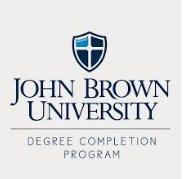 JOHN BROWN
UNIVERSITY
DEGREE COMPLETION
PROGRAM